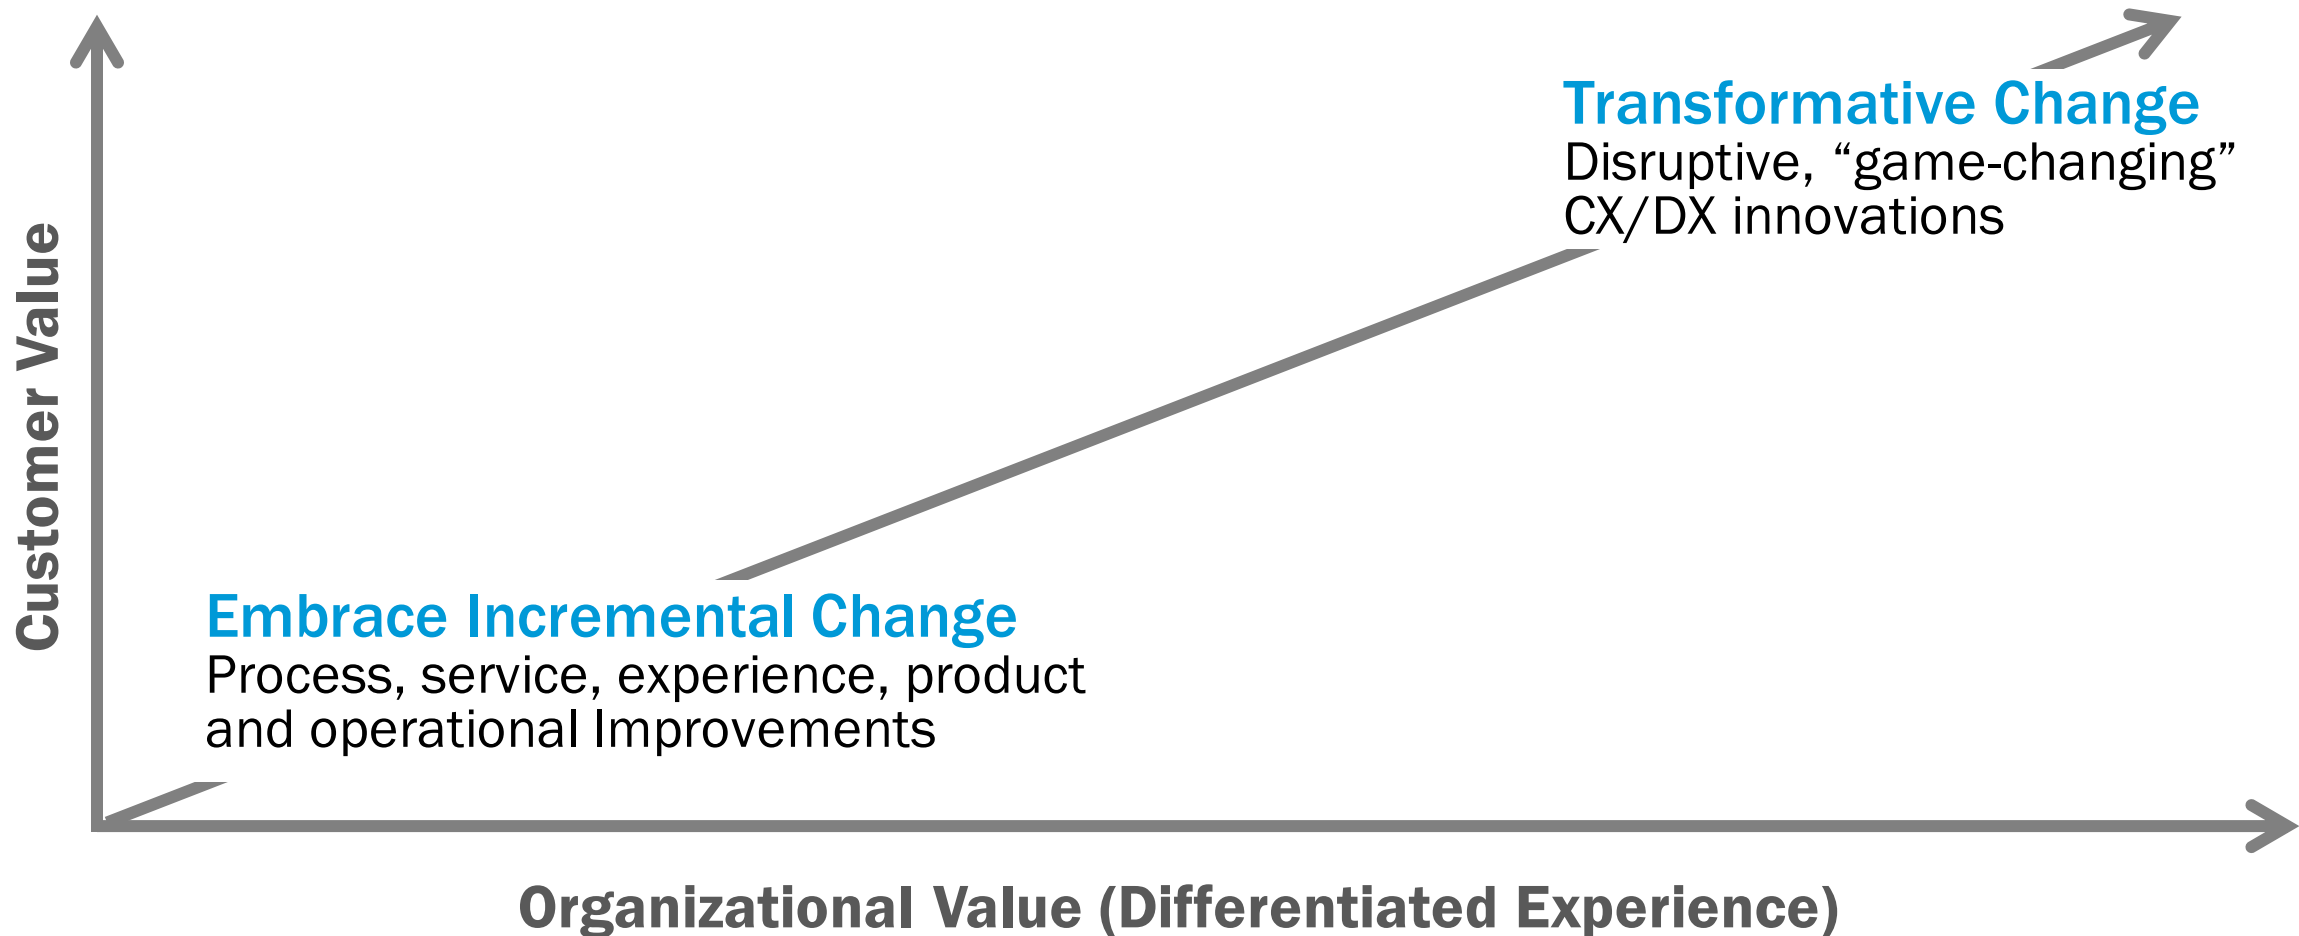 Transformative Change
Disruptive, “game-changing”
CX/DX innovations
Customer Value
Embrace Incremental Change
Process, service, experience, product
and operational Improvements
Organizational Value (Differentiated Experience)